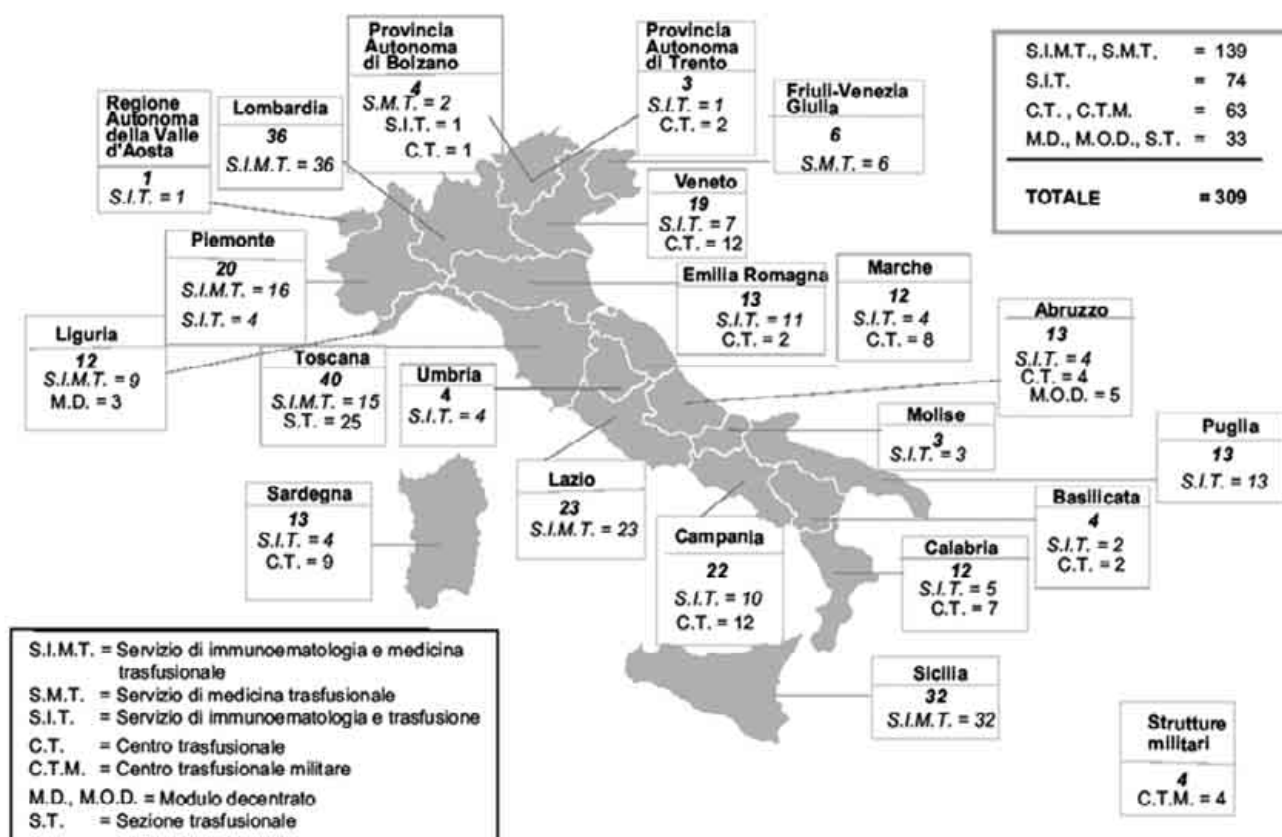 Regione
Autonoma
della Valle
d'Aosta
1
S.I.T. = 1
Lombardia
36
S.I.M.T. = 36
Provincia
Autonoma
di Bolzano
4
S.M.T. = 2
S.I.T. = 1
C.T. = 1
Provincia
Autonoma
di Trento
3
S.I.T. = 1
C.T. = 2
Friuli-Venezia
Giulia
6
S.M.T. = 6
S.I.M.T., S.M.T. = 139
S.I.T. = 74
C.T. , C.T.M. = 63
M.D., M.O.D., S.T. = 33
TOTALE = 309
Veneto
19
S.I.T. = 7
C.T. = 12
Piemonte
20
S.I.M.T. = 16
S.I.T. = 4
Emilia Romagna
13
S.I.T. = 11
C.T. = 2
Marche
12
S.I.T. = 4
C.T. = 8
Abruzzo
13
S.I.T. = 4
C.T. = 4
M.O.D. = 5
Liguria
12
S.I.M.T. = 9
M.D. = 3
Toscana
40
S.I.M.T. = 15
S.T. = 25
Umbria
4
S.I.T. = 4
Molise
3
S.I.T. = 3
Puglia
13
S.I.T. = 13
Sardegna
13
S.I.T. = 4
C.T. = 9
Lazio
23
S.I.M.T. = 23
Campania
22
S.I.T. = 10
C.T. = 12
Basilicata
4
S.I.T. = 2
C.T. = 2
Calabria
12
S.I.T. = 5
C.T. = 7
Sicilia
32
S.I.M.T. = 32
Strutture
militari
4
C.T.M. = 4
S.I.M.T. = Servizio di immunoematologia e medicina
trasfusionale
S.M.T. = Servizio di medicina trasfusionale
S.I.T. = Servizio di immunoematologia e trasfusione
C.T. = Centro trasfusionale
C.T.M. = Centro trasfusionale militare
M.D., M.O.D. = Modulo decentrato
S.T. = Sezione trasfusionale